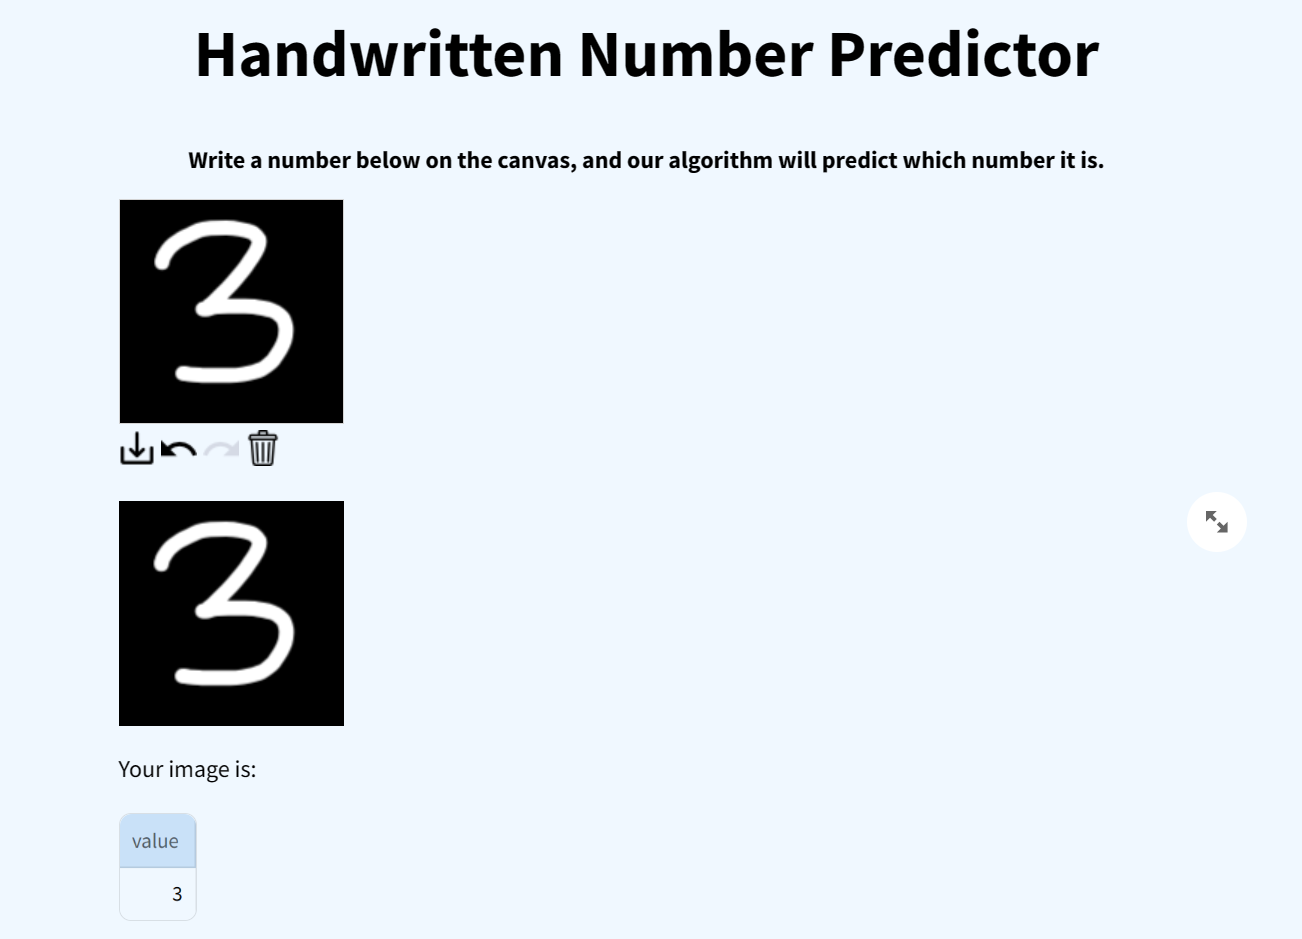 Handwritten Number Predictor
Write a number below on the canvas, and our algorithm will predict which number it is.
3
3
Your image is:
value
3